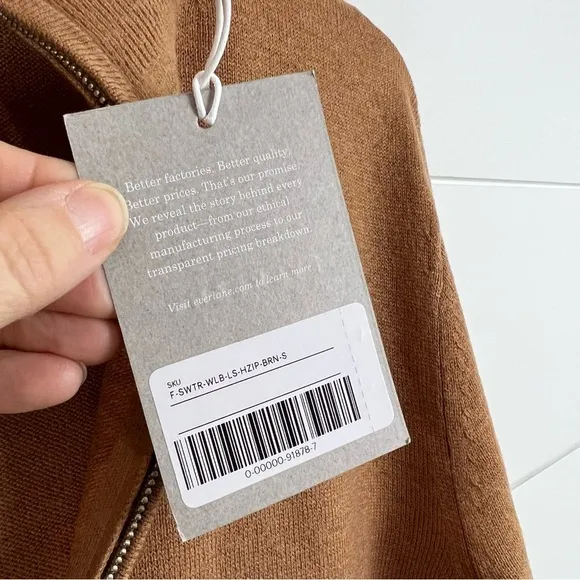 Better factories. Better quality.
Better prices. That's our promise.
We reveal the story behind every
product—from our ethical
manufacturing process to our
transparent pricing breakdown.
Visit everlane.com to learn more.
SKU
F-SWTR-WLB-LS-HZIP-BRN-S
0-00000-91878-7